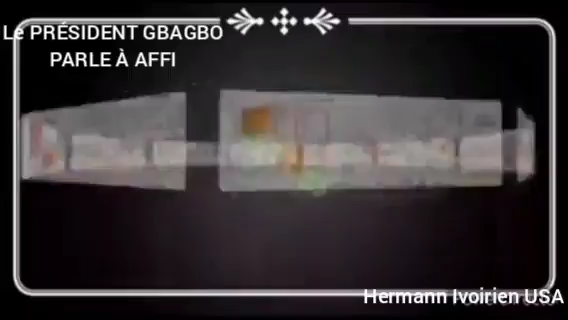 Le PRÉSIDENT GBAGBO
PARLE À AFFI
Hermann Ivoirien USA